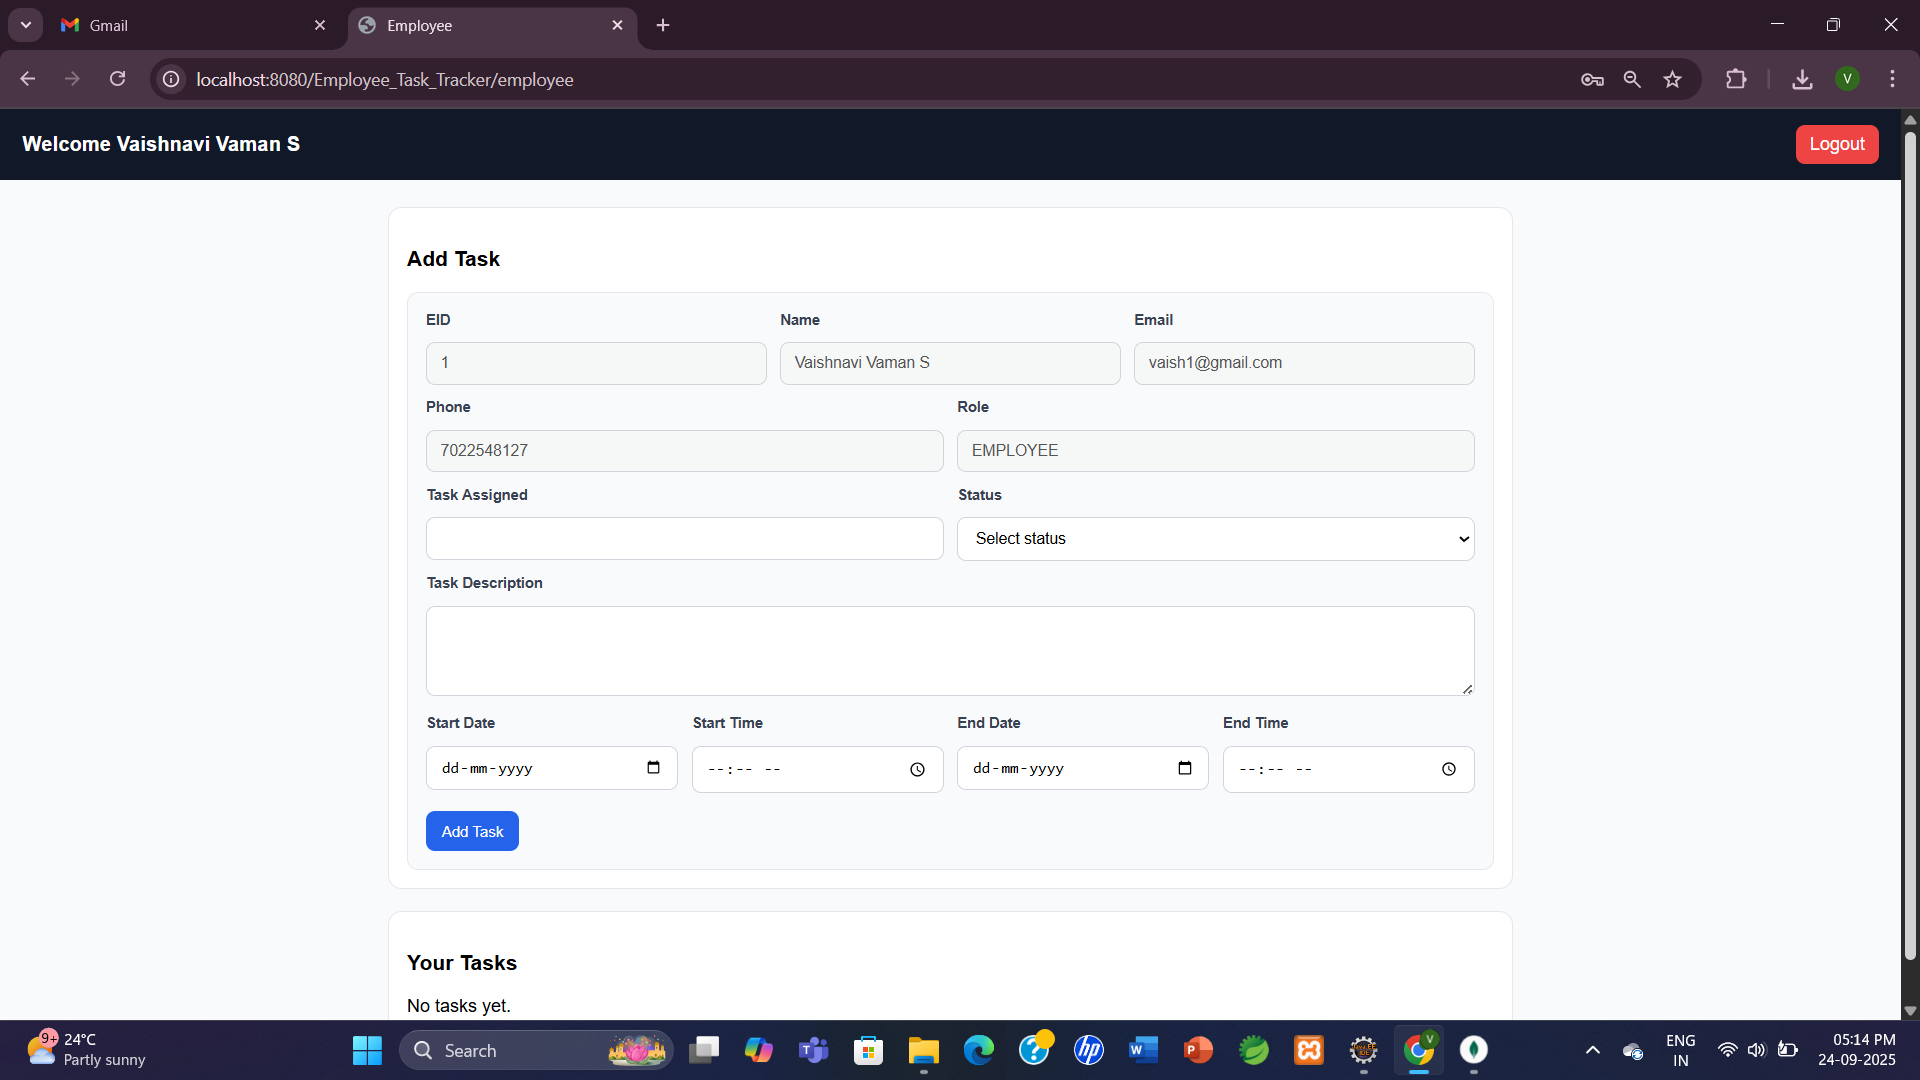 Gmail
Employee
localhost:8080/Employee_Task_Tracker/employee
V
Welcome Vaishnavi Vaman S
Logout
Add Task
EID
Name
Email
1
Vaishnavi Vaman S
vaish1@gmail.com
Phone
Role
7022548127
EMPLOYEE
Task Assigned
Status
Select status
Task Description
Start Date
Start Time
End Date
End Time
dd-mm-yyyy
--:-- --
dd-mm-yyyy
--:-- --
Add Task
Your Tasks
No tasks yet.
9+
24°C
Partly sunny
Search
ENG
IN
05:14 PM
24-09-2025